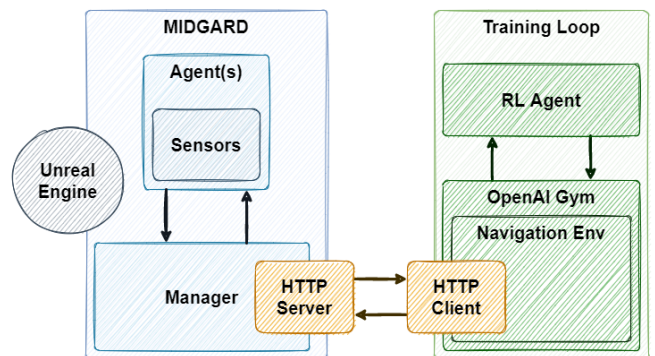 MIDGARD
Agent(s)
Sensors
Unreal
Engine
Manager
HTTP
Server
Training Loop
RL Agent
OpenAI Gym
Navigation Env
HTTP
Client